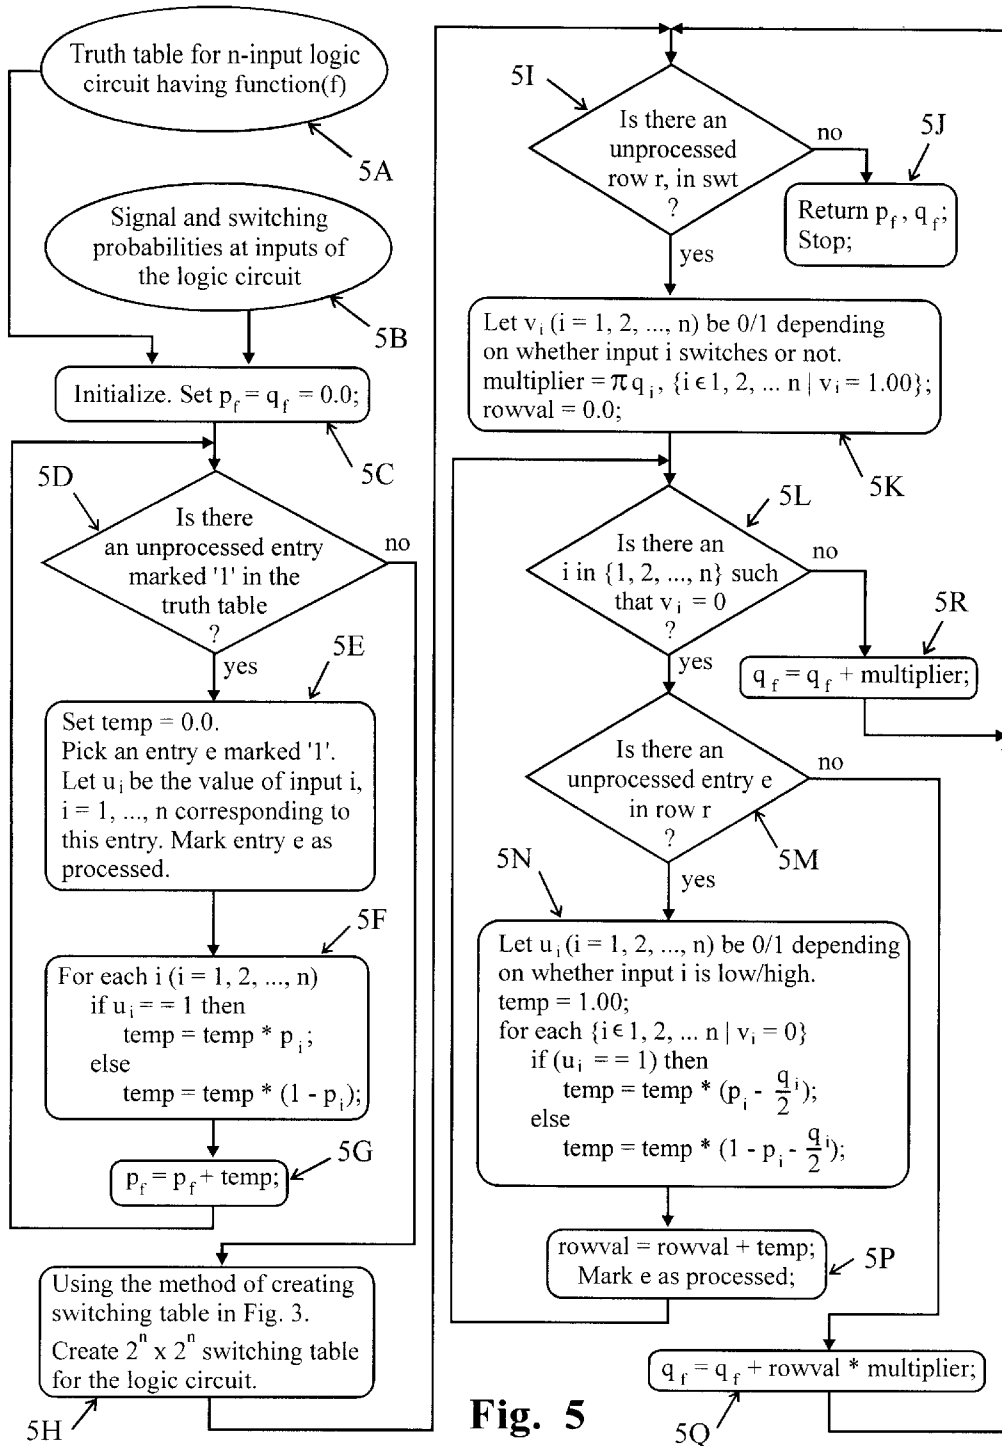 Truth table for n-input logic
circuit having function(f)
5A
Signal and switching
probabilities at inputs of
the logic circuit
5B
Initialize. Set p_f = q_f = 0.0;
5C
5D
Is there
an unprocessed entry
marked '1' in the
truth table
?
no
yes
5E
Set temp = 0.0.
Pick an entry e marked '1'.
Let u_i be the value of input i,
i = 1, ..., n corresponding to
this entry. Mark entry e as
processed.
5F
For each i (i = 1, 2, ..., n)
if u_i = = 1 then
temp = temp * p_i;
else
temp = temp * (1 - p_i);
5G
p_f = p_f + temp;
Using the method of creating
switching table in Fig. 3.
Create 2^n x 2^n switching table
for the logic circuit.
5H
5I
Is there an
unprocessed
row r, in swt
?
no
yes
5J
Return p_f, q_f;
Stop;
Let v_i (i = 1, 2, ..., n) be 0/1 depending
on whether input i switches or not.
multiplier = π q_i, {i ϵ 1, 2, ... n | v_i = 1.00};
rowval = 0.0;
5K
5L
Is there an
i in {1, 2, ..., n} such
that v_i = 0
?
no
yes
5R
q_f = q_f + multiplier;
Is there an
unprocessed entry e
in row r
?
no
5M
yes
5N
Let u_i (i = 1, 2, ..., n) be 0/1 depending
on whether input i is low/high.
temp = 1.00;
for each {i ϵ 1, 2, ... n | v_i = 0}
if (u_i = = 1) then
temp = temp * (p_i - q_i/2);
else
temp = temp * (1 - p_i - q_i/2);
rowval = rowval + temp;
Mark e as processed;
5P
q_f = q_f + rowval * multiplier;
5Q
Fig. 5